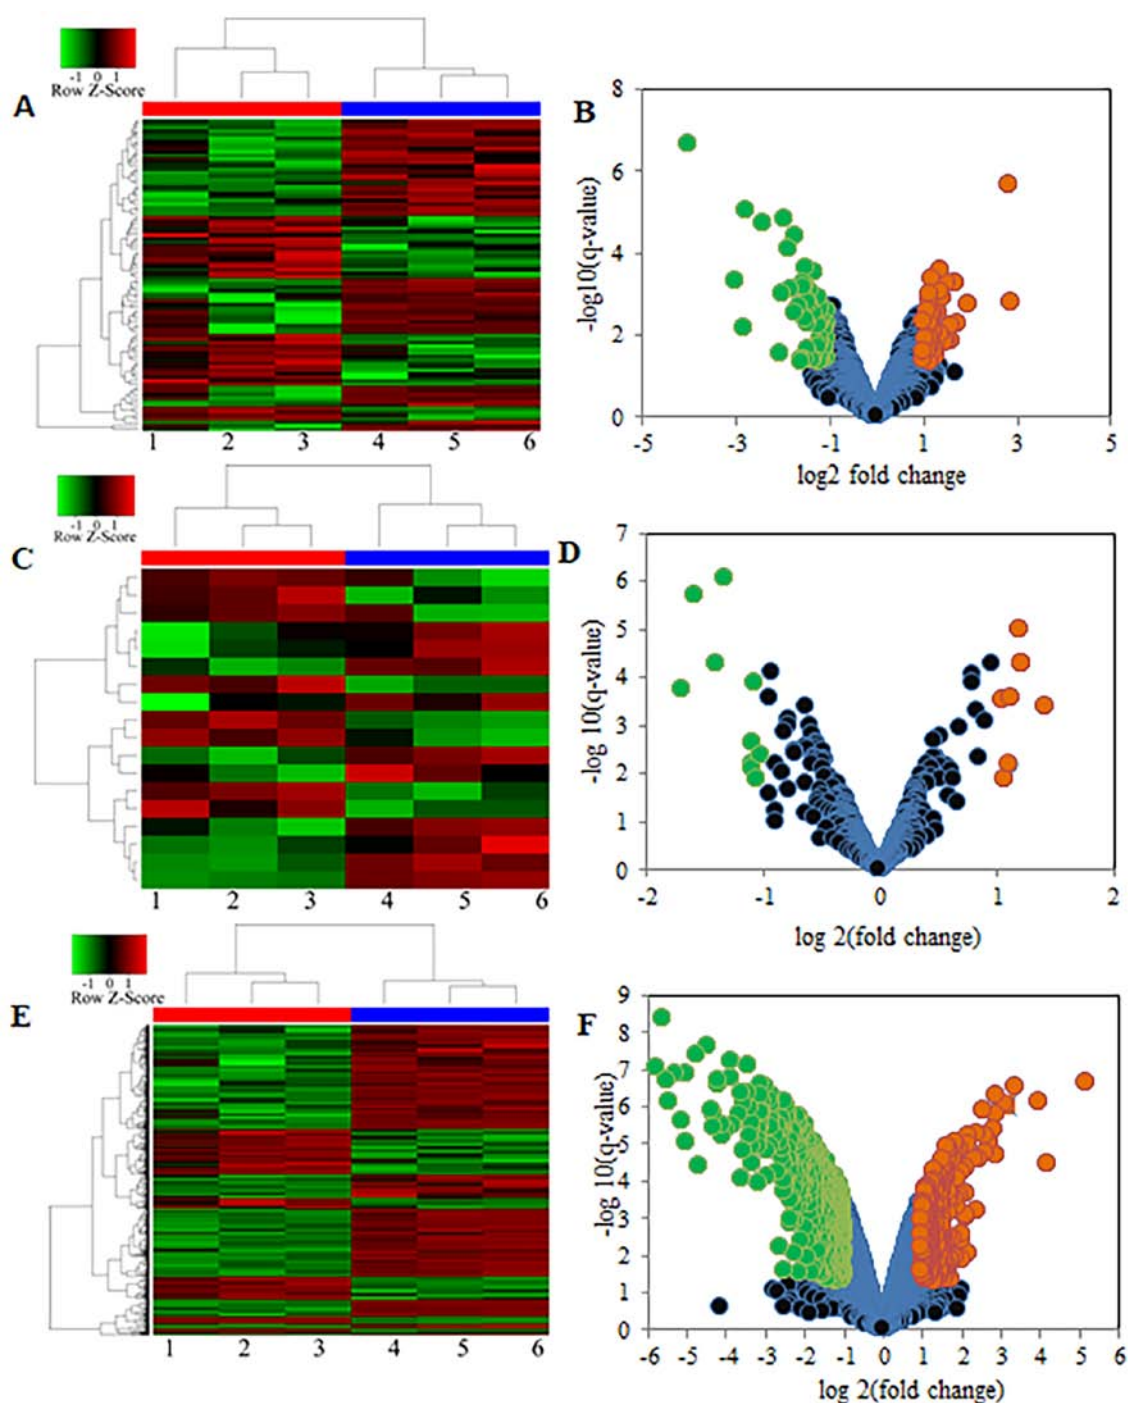 -1 0 1
Row Z-Score
A
1 2 3 4 5 6
B
8
6
4
2
0
-log10(q-value)
-5 -3 -1 1 3 5
log2 fold change
-1 0 1
Row Z-Score
C
1 2 3 4 5 6
D
7
6
5
4
3
2
1
0
-log 10(q-value)
-2 -1 0 1 2
log 2(fold change)
-1 0 1
Row Z-Score
E
1 2 3 4 5 6
F
9
8
7
6
5
4
3
2
1
0
-log 10(q-value)
-6 -5 -4 -3 -2 -1 0 1 2 3 4 5 6
log 2(fold change)